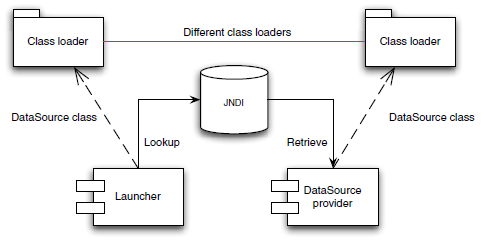 Different class loaders
Class loader
Class loader
JNDI
DataSource class
DataSource class
Lookup
Retrieve
Launcher
DataSource
provider